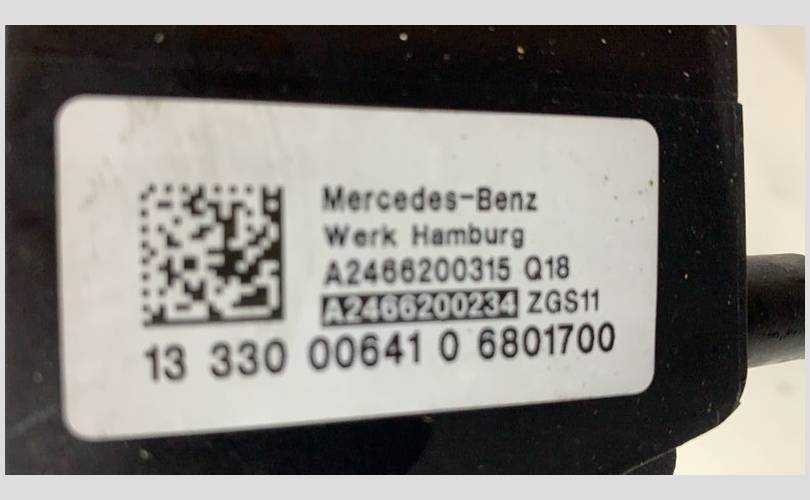 Mercedes-Benz
Werk Hamburg
A2466200315 Q18
A2466200234 ZGS11
13 330 00641 0 6801700